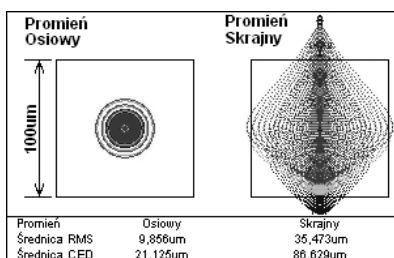 Promień Osiowy
Promień Skrajny
100um
Promień Osiowy Skrajny
Średnica RMS 9,856um 35,473um
Średnica CED 21,125um 86,629um